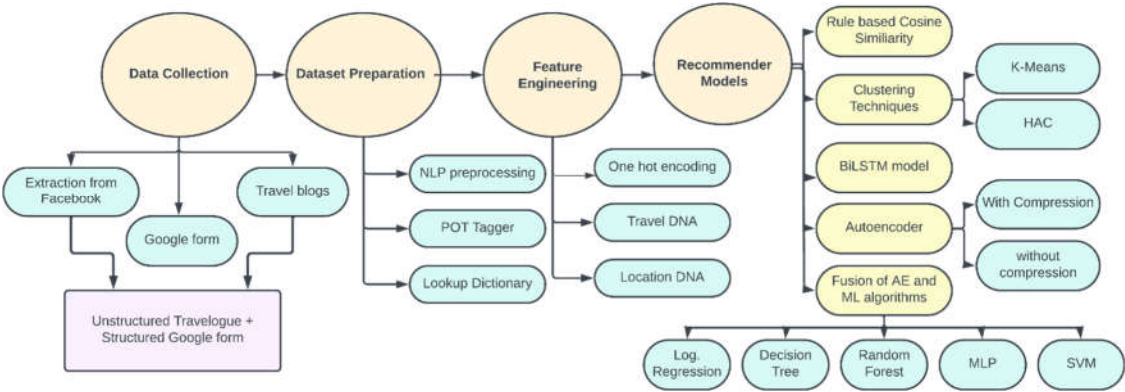 Data Collection
Dataset Preparation
Feature
Engineering
Recommender
Models
Rule based Cosine
Similiarity
Clustering
Techniques
K-Means
HAC
BiLSTM model
Autoencoder
With Compression
without
compression
Fusion of AE and
ML algorithms
Extraction from
Facebook
Travel blogs
Google form
Unstructured Travelogue +
Structured Google form
NLP preprocessing
POT Tagger
Lookup Dictionary
One hot encoding
Travel DNA
Location DNA
Log.
Regression
Decision
Tree
Random
Forest
MLP
SVM